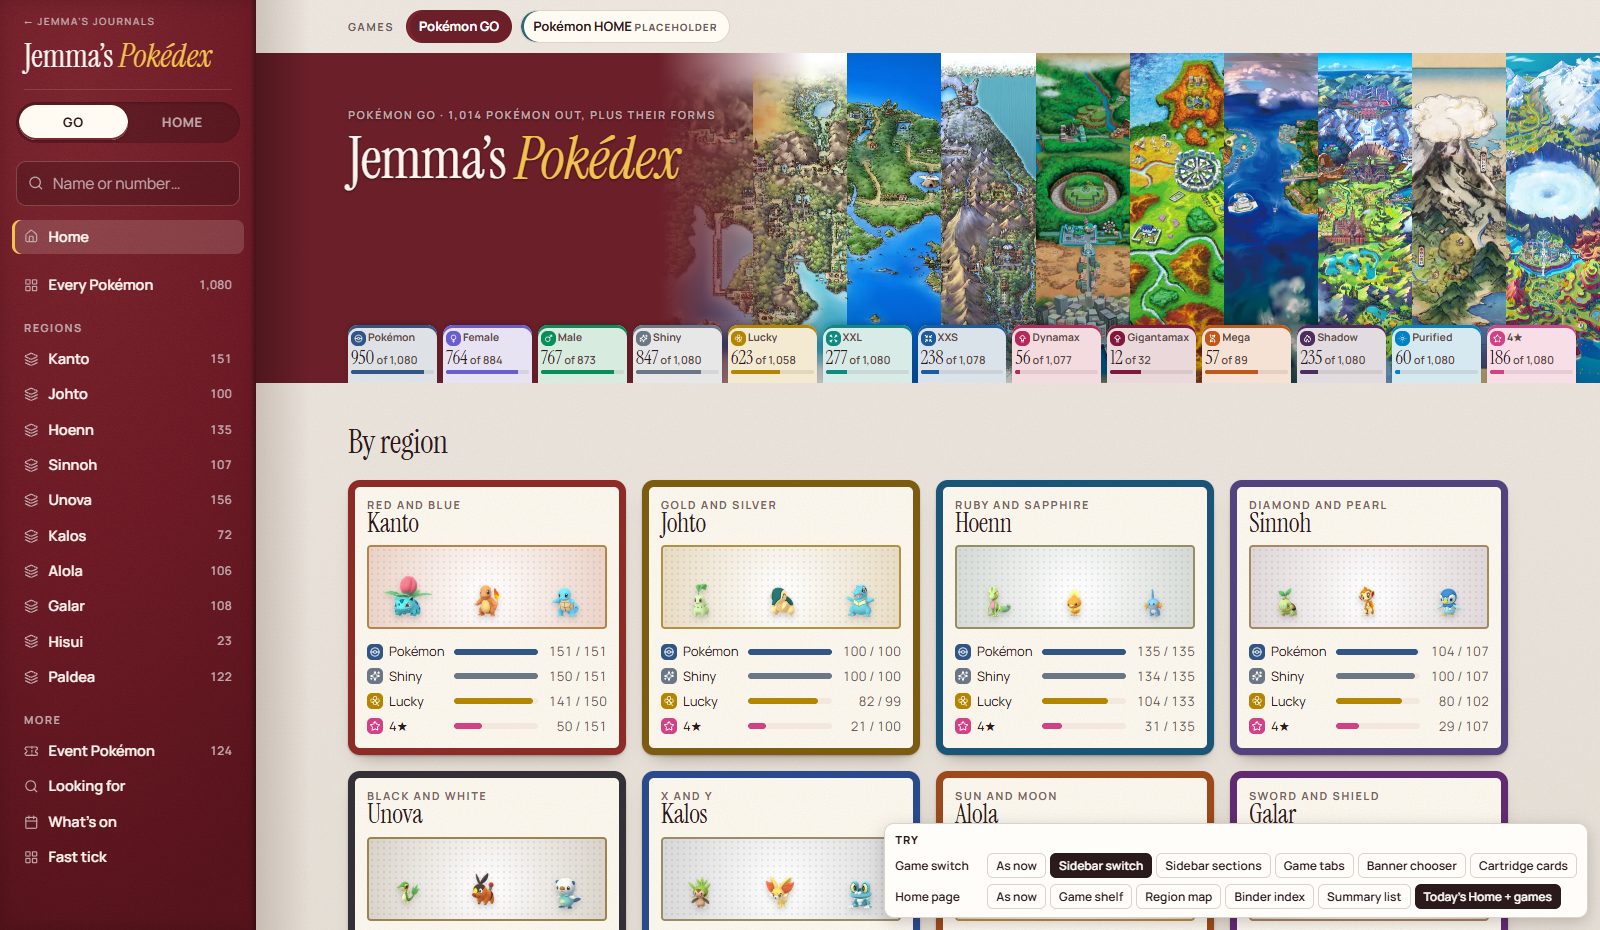 ← JEMMA'S JOURNALS
Jemma's Pokédex
GO HOME
Name or number...
Home
Every Pokémon 1,080
REGIONS
Kanto 151
Johto 100
Hoenn 135
Sinnoh 107
Unova 156
Kalos 72
Alola 106
Galar 108
Hisui 23
Paldea 122
MORE
Event Pokémon 124
Looking for
What's on
Fast tick
GAMES Pokémon GO Pokémon HOME PLACEHOLDER
POKÉMON GO · 1,014 POKÉMON OUT, PLUS THEIR FORMS
Jemma's Pokédex
Pokémon
950 of 1,080
Female
764 of 884
Male
767 of 873
Shiny
847 of 1,080
Lucky
623 of 1,058
XXL
277 of 1,080
XXS
238 of 1,078
Dynamax
56 of 1,077
Gigantamax
12 of 32
Mega
57 of 89
Shadow
235 of 1,080
Purified
60 of 1,080
4★
186 of 1,080
By region
RED AND BLUE
Kanto
Pokémon 151 / 151
Shiny 150 / 151
Lucky 141 / 150
4★ 50 / 151
GOLD AND SILVER
Johto
Pokémon 100 / 100
Shiny 100 / 100
Lucky 82 / 99
4★ 21 / 100
RUBY AND SAPPHIRE
Hoenn
Pokémon 135 / 135
Shiny 134 / 135
Lucky 104 / 133
4★ 31 / 135
DIAMOND AND PEARL
Sinnoh
Pokémon 104 / 107
Shiny 100 / 107
Lucky 80 / 102
4★ 29 / 107
BLACK AND WHITE
Unova
X AND Y
Kalos
SUN AND MOON
Alola
SWORD AND SHIELD
Galar
TRY
Game switch As now Sidebar switch Sidebar sections Game tabs Banner chooser Cartridge cards
Home page As now Game shelf Region map Binder index Summary list Today's Home + games